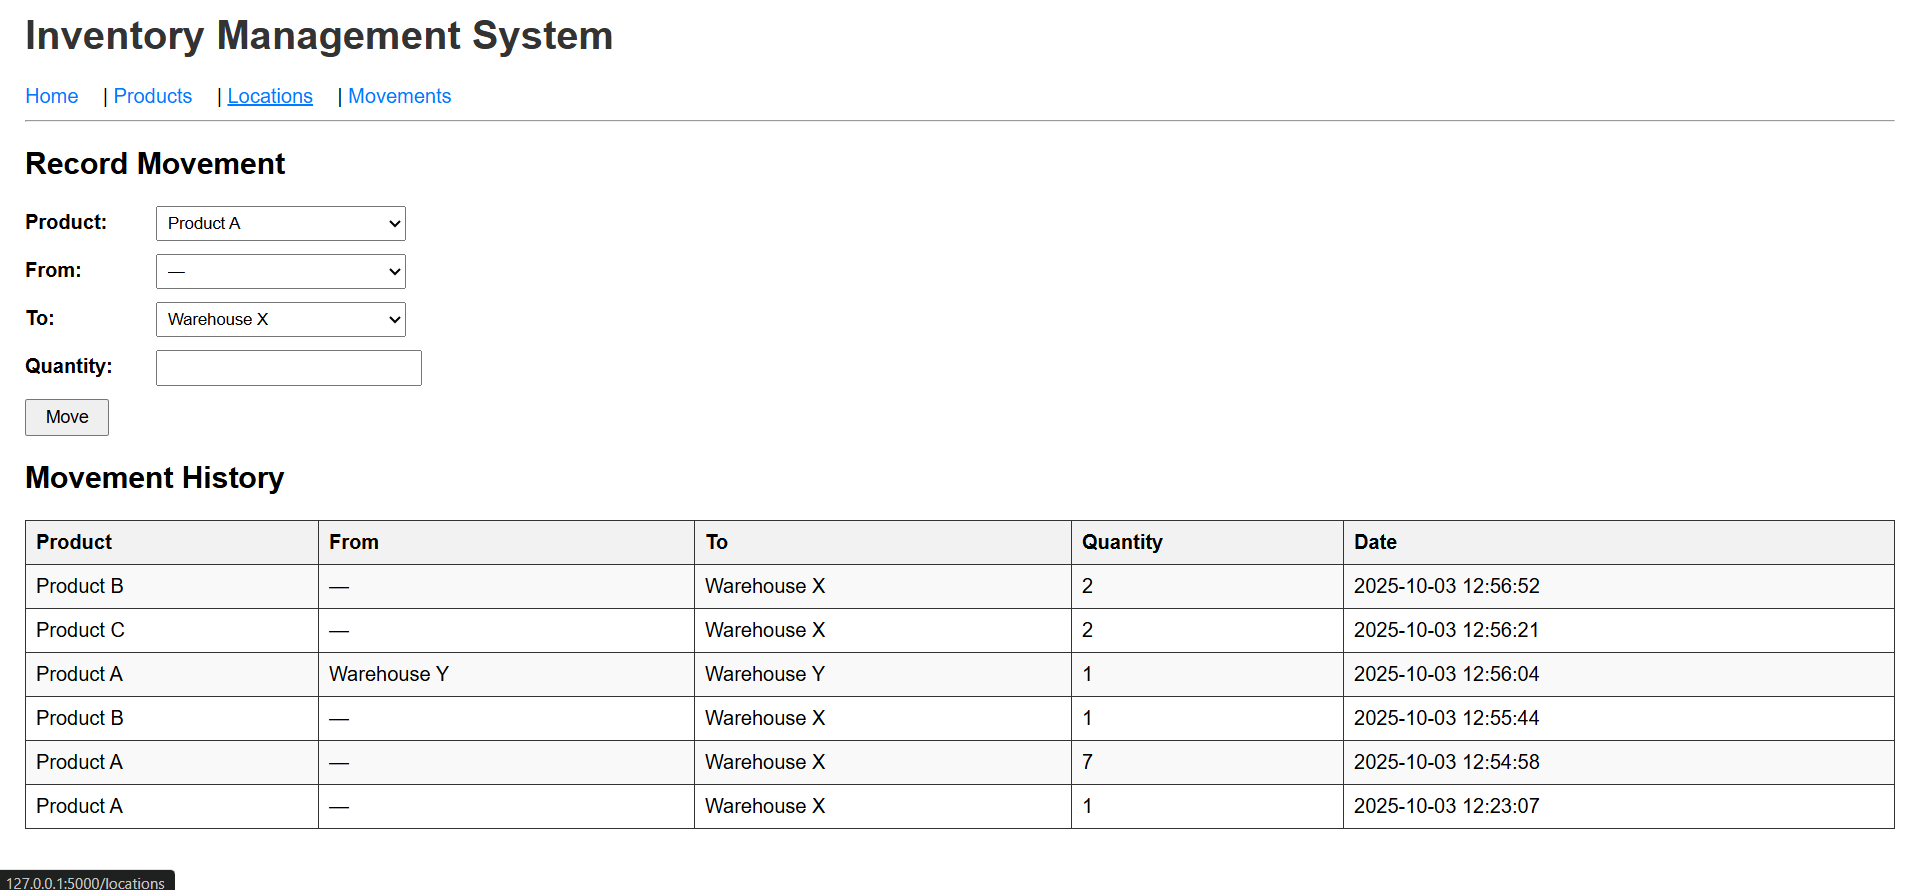 Inventory Management System
Home | Products | Locations | Movements
Record Movement
Product: Product A
From: —
To: Warehouse X
Quantity:
Move
Movement History
Product From To Quantity Date
Product B — Warehouse X 2 2025-10-03 12:56:52
Product C — Warehouse X 2 2025-10-03 12:56:21
Product A Warehouse Y Warehouse Y 1 2025-10-03 12:56:04
Product B — Warehouse X 1 2025-10-03 12:55:44
Product A — Warehouse X 7 2025-10-03 12:54:58
Product A — Warehouse X 1 2025-10-03 12:23:07
127.0.0.1:5000/locations